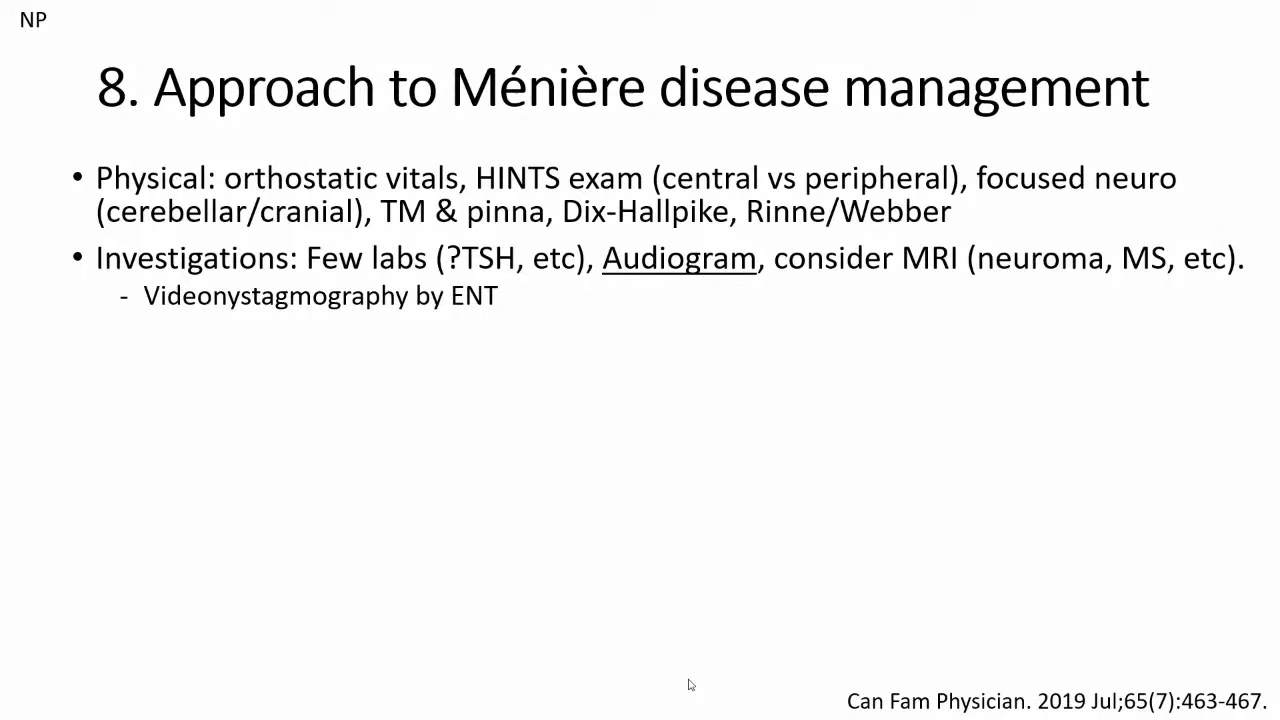 NP
8. Approach to Ménière disease management
• Physical: orthostatic vitals, HINTS exam (central vs peripheral), focused neuro
(cerebellar/cranial), TM & pinna, Dix-Hallpike, Rinne/Webber
• Investigations: Few labs (?TSH, etc), Audiogram, consider MRI (neuroma, MS, etc).
- Videonystagmography by ENT
Can Fam Physician. 2019 Jul;65(7):463-467.